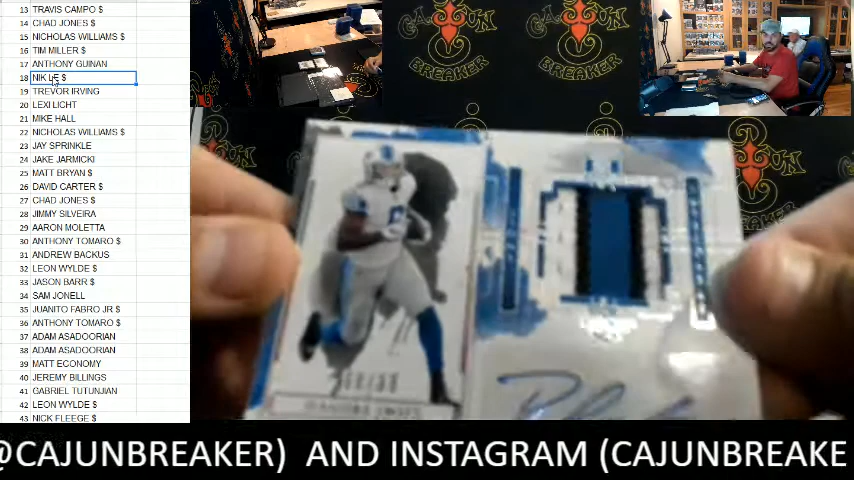 13 TRAVIS CAMPO $
14 CHAD JONES $
15 NICHOLAS WILLIAMS $
16 TIM MILLER $
17 ANTHONY GUINAN
18 NIK LE $
19 TREVOR IRVING
20 LEXI LICHT
21 MIKE HALL
22 NICHOLAS WILLIAMS $
23 JAY SPRINKLE
24 JAKE JARMICKI
25 MATT BRYAN $
26 DAVID CARTER $
27 CHAD JONES $
28 JIMMY SILVEIRA
29 AARON MOLETTA
30 ANTHONY TOMARO $
31 ANDREW BACKUS
32 LEON WYLDE $
33 JASON BARR $
34 SAM JONELL
35 JUANITO FABRO JR $
36 ANTHONY TOMARO $
37 ADAM ASADOORIAN
38 ADAM ASADOORIAN
39 MATT ECONOMY
40 JEREMY BILLINGS
41 GABRIEL TUTUNJIAN
42 LEON WYLDE $
43 NICK FLEEGE $
CAJUN
BREAKER
BREAKER
@CAJUNBREAKER) AND INSTAGRAM (CAJUNBREAKE